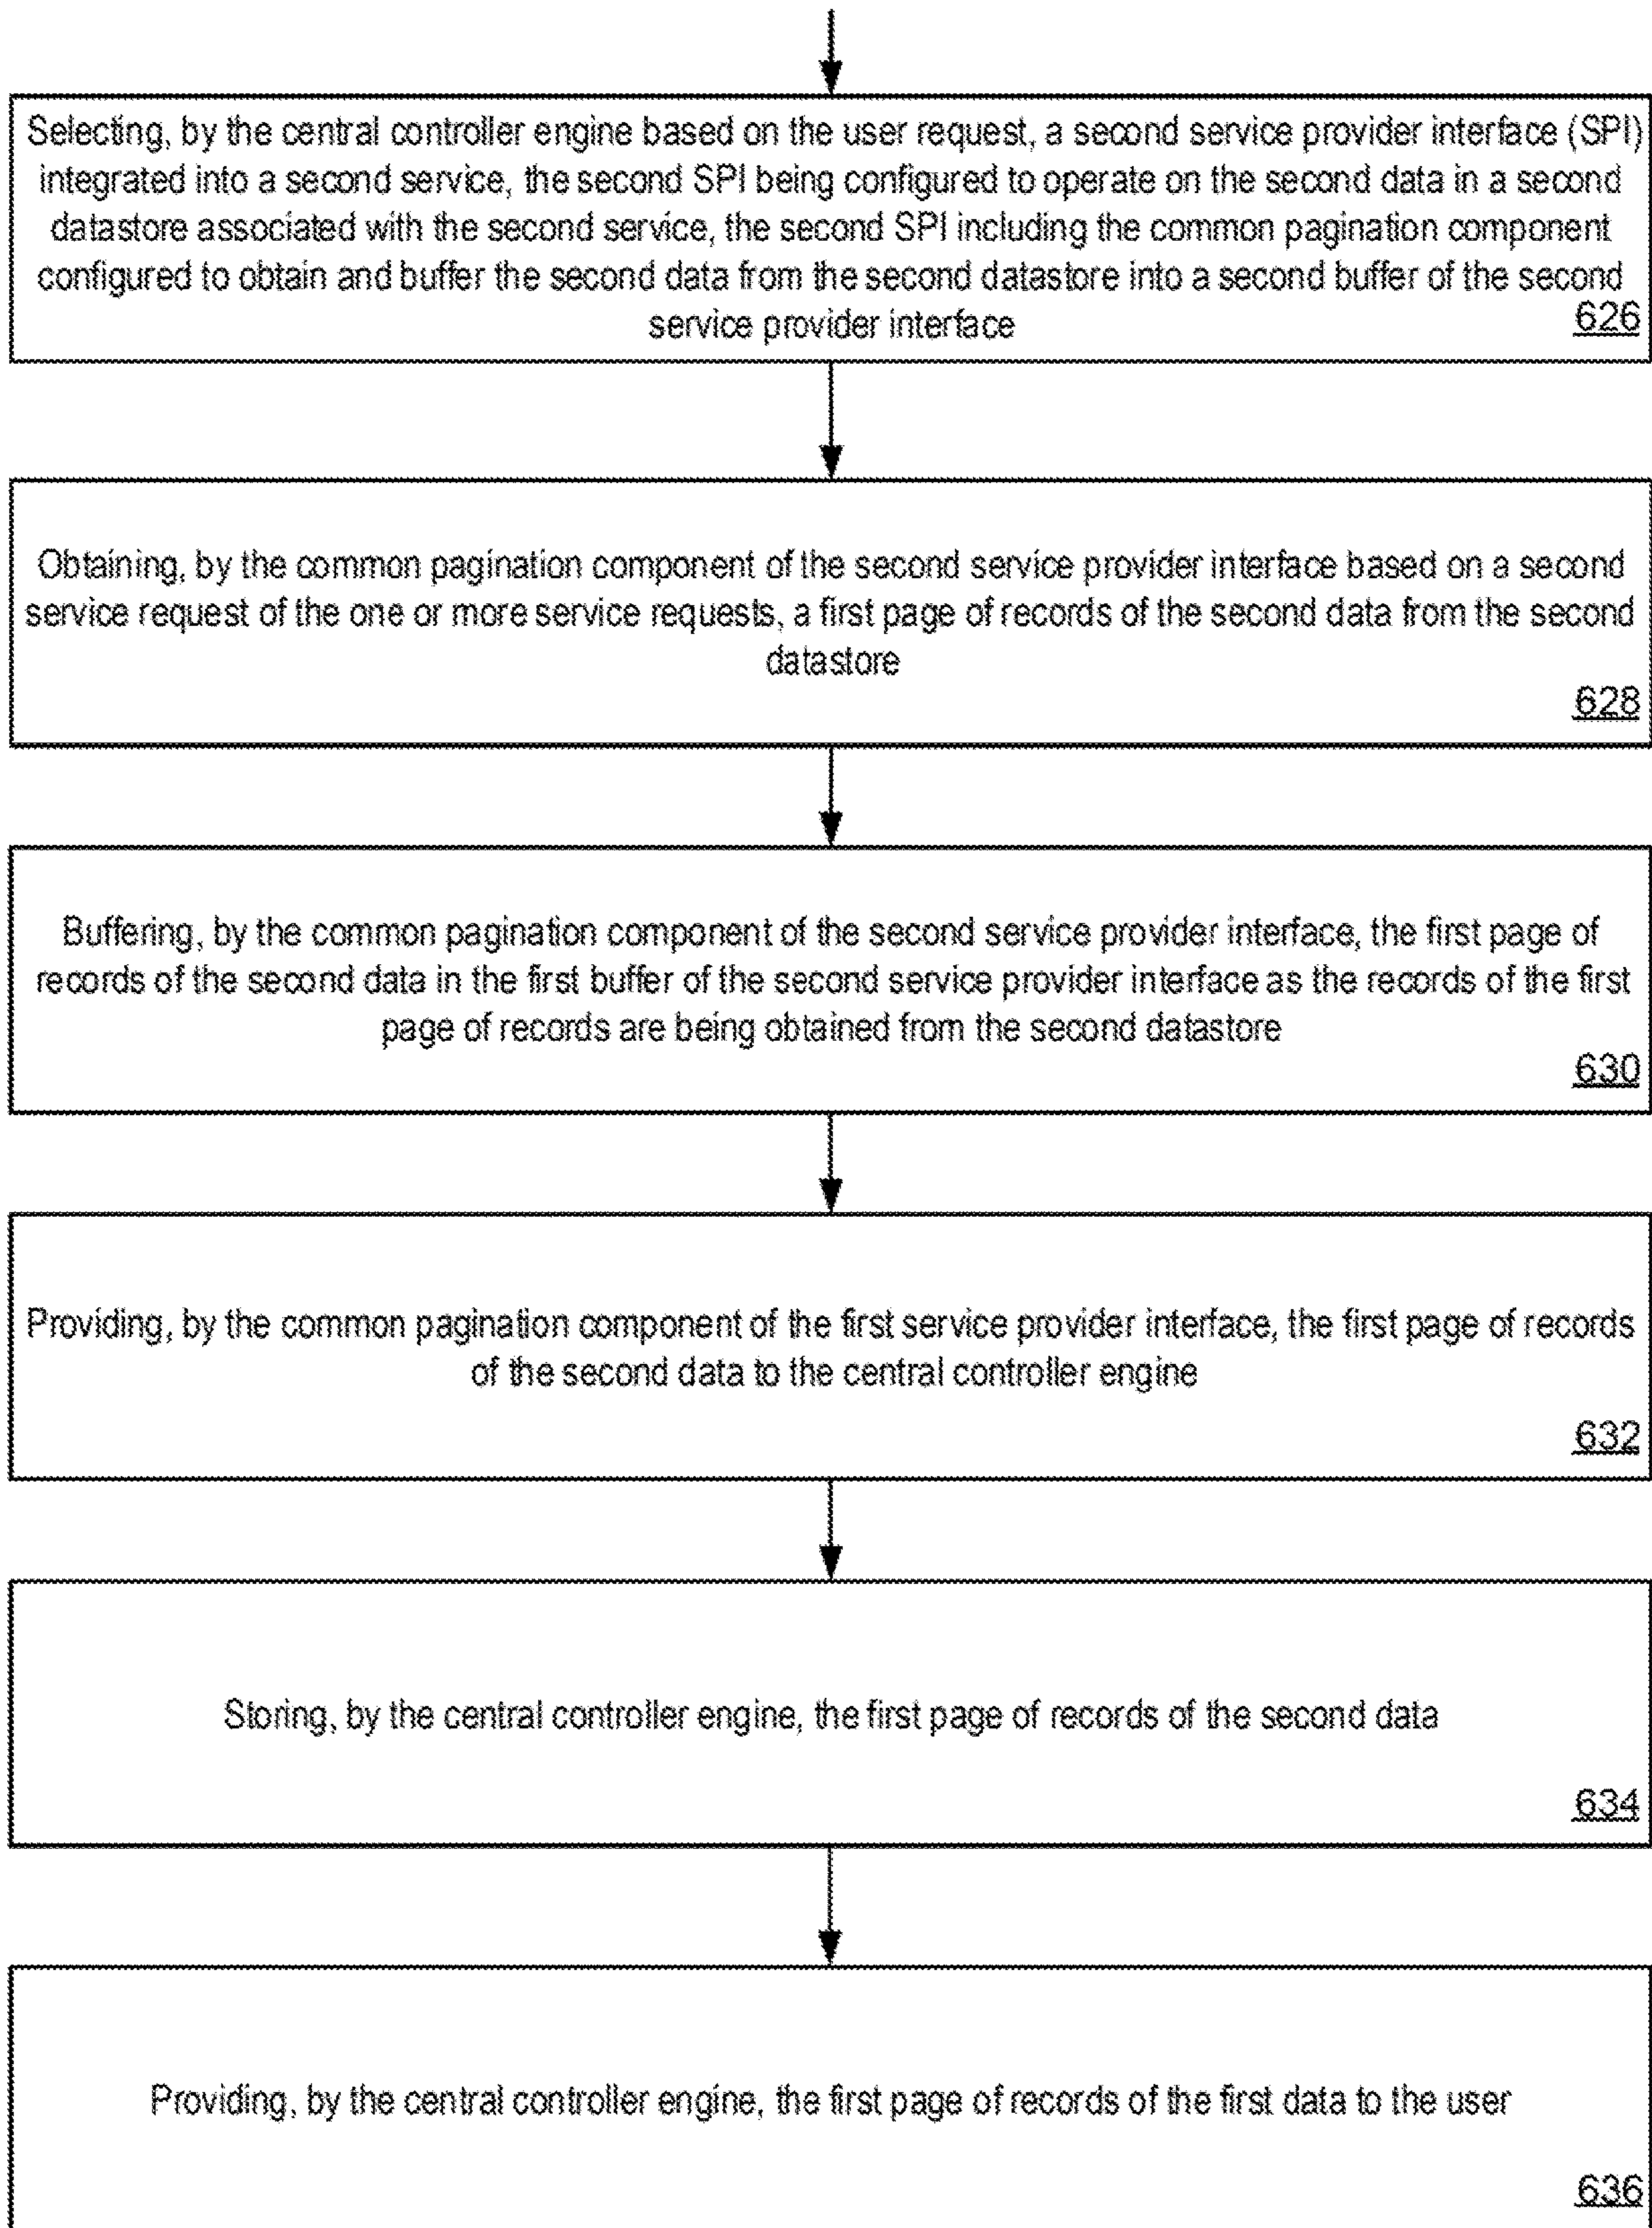 Selecting, by the central controller engine based on the user request, a second service provider interface (SPI)
integrated into a second service, the second SPI being configured to operate on the second data in a second
datastore associated with the second service, the second SPI including the common pagination component
configured to obtain and buffer the second data from the second datastore into a second buffer of the second
service provider interface
626
Obtaining, by the common pagination component of the second service provider interface based on a second
service request of the one or more service requests, a first page of records of the second data from the second
datastore
628
Buffering, by the common pagination component of the second service provider interface, the first page of
records of the second data in the first buffer of the second service provider interface as the records of the first
page of records are being obtained from the second datastore
630
Providing, by the common pagination component of the first service provider interface, the first page of records
of the second data to the central controller engine
632
Storing, by the central controller engine, the first page of records of the second data
634
Providing, by the central controller engine, the first page of records of the first data to the user
636